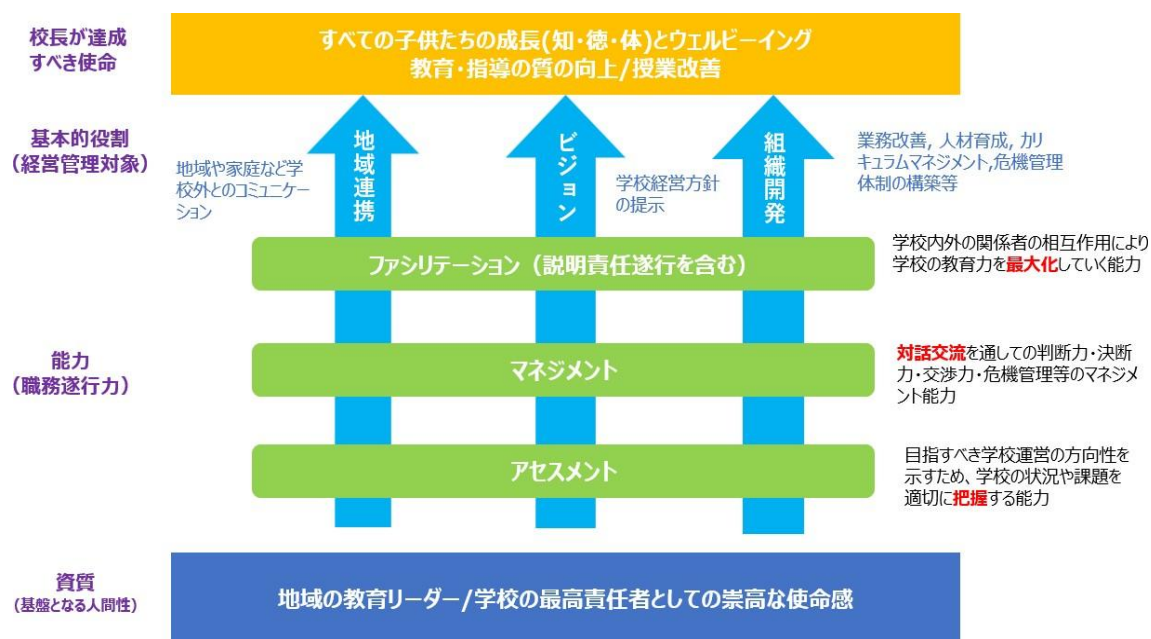 校長が達成
すべき使命
すべての子供たちの成長(知・徳・体)とウェルビーイング
教育・指導の質の向上/授業改善
基本的役割
（経営管理対象）
地域や家庭など学
校外とのコミュニケー
ション
地域連携
ビジョン
学校経営方針
の提示
組織開発
業務改善, 人材育成, カリ
キュラムマネジメント,危機管理
体制の構築等
ファシリテーション（説明責任遂行を含む）
学校内外の関係者の相互作用により
学校の教育力を最大化していく能力
能力
（職務遂行力）
マネジメント
対話交流を通しての判断力・決断
力・交渉力・危機管理等のマネジメ
ント能力
アセスメント
目指すべき学校運営の方向性を
示すため、学校の状況や課題を
適切に把握する能力
資質
(基盤となる人間性)
地域の教育リーダー/学校の最高責任者としての崇高な使命感